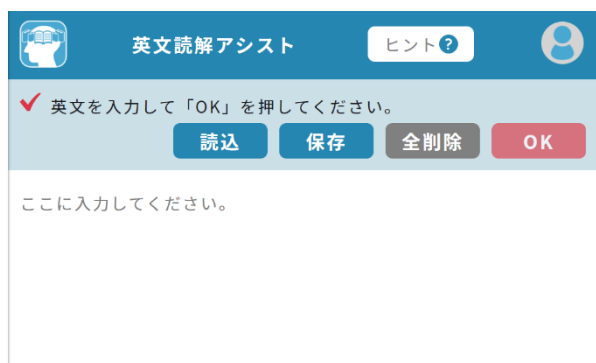 英文読解アシスト ヒント?
英文を入力して「OK」を押してください。
読込 保存 全削除 OK
ここに入力してください。